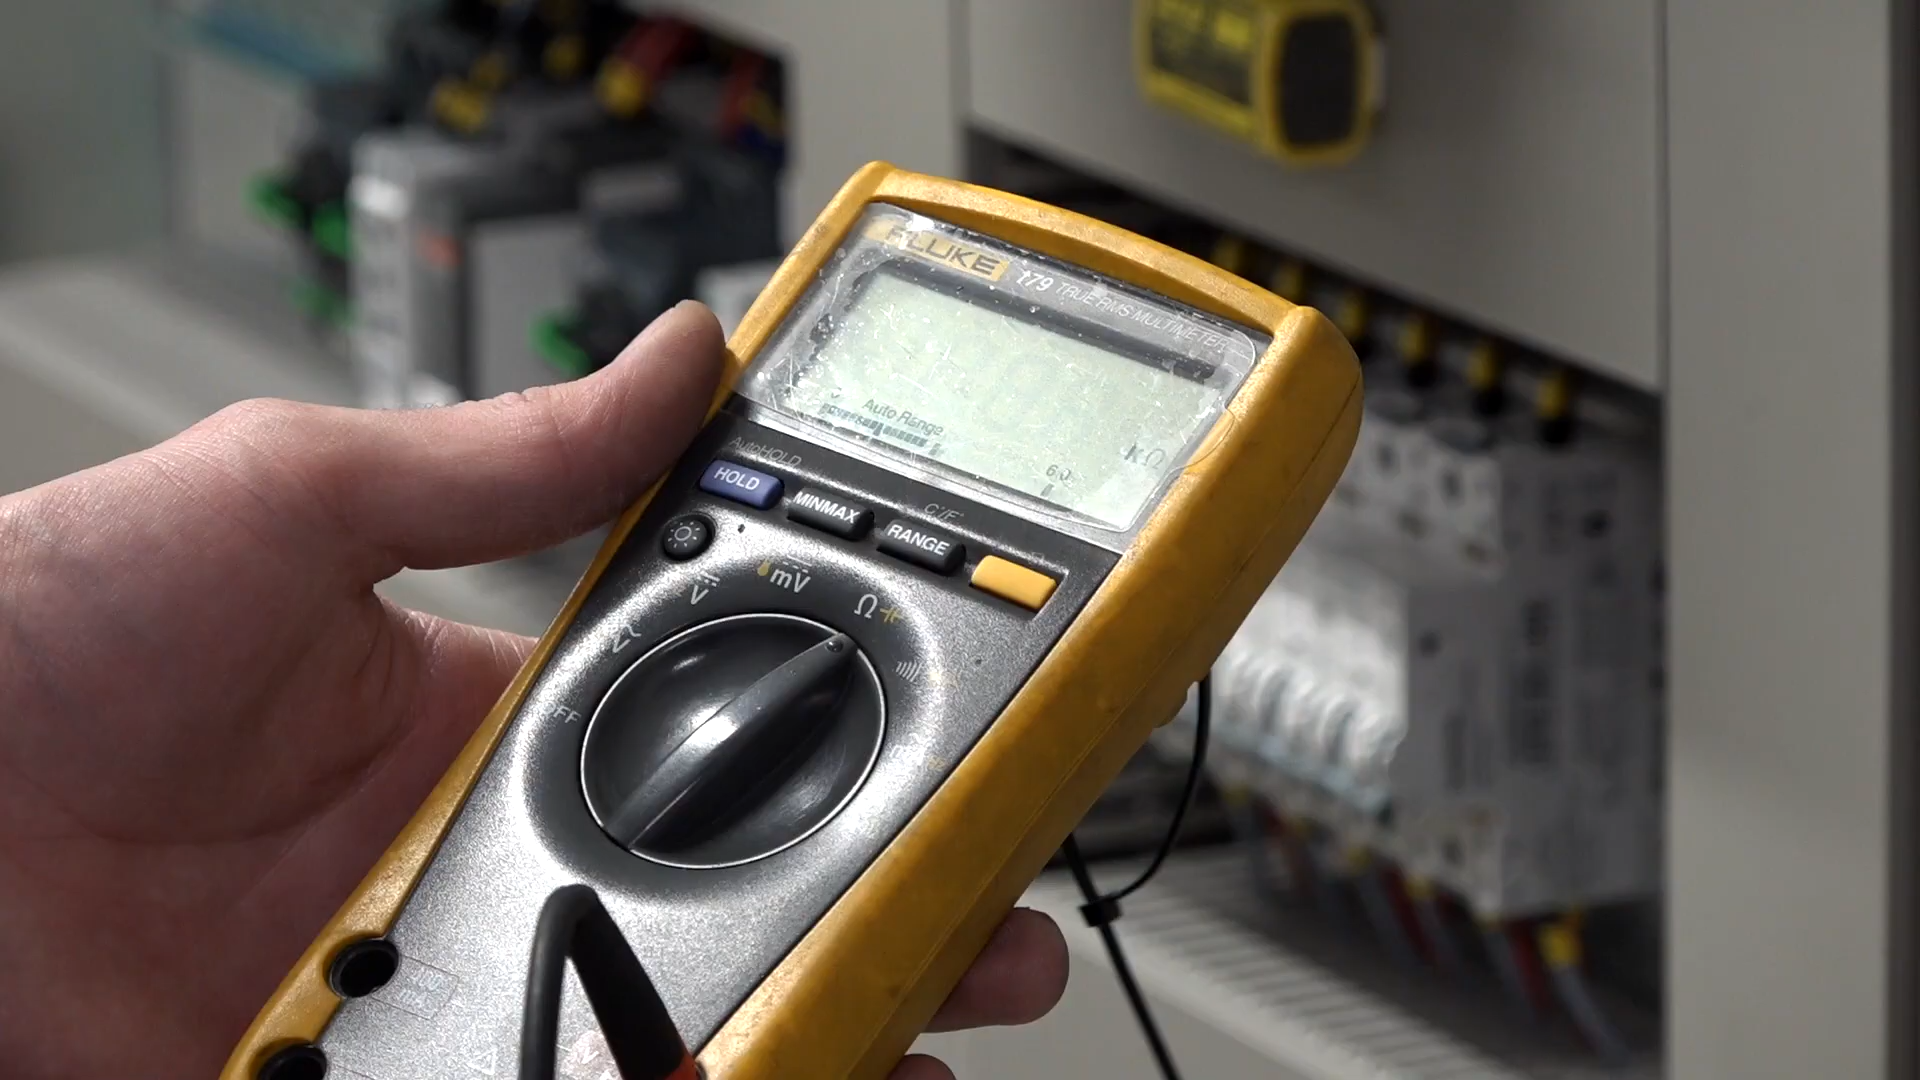 FLUKE 179 TRUE RMS MULTIMETER
Auto Range
kΩ
60
AutoHOLD
HOLD
MINMAX
°C/°F
RANGE
V
mV
Ω
OFF